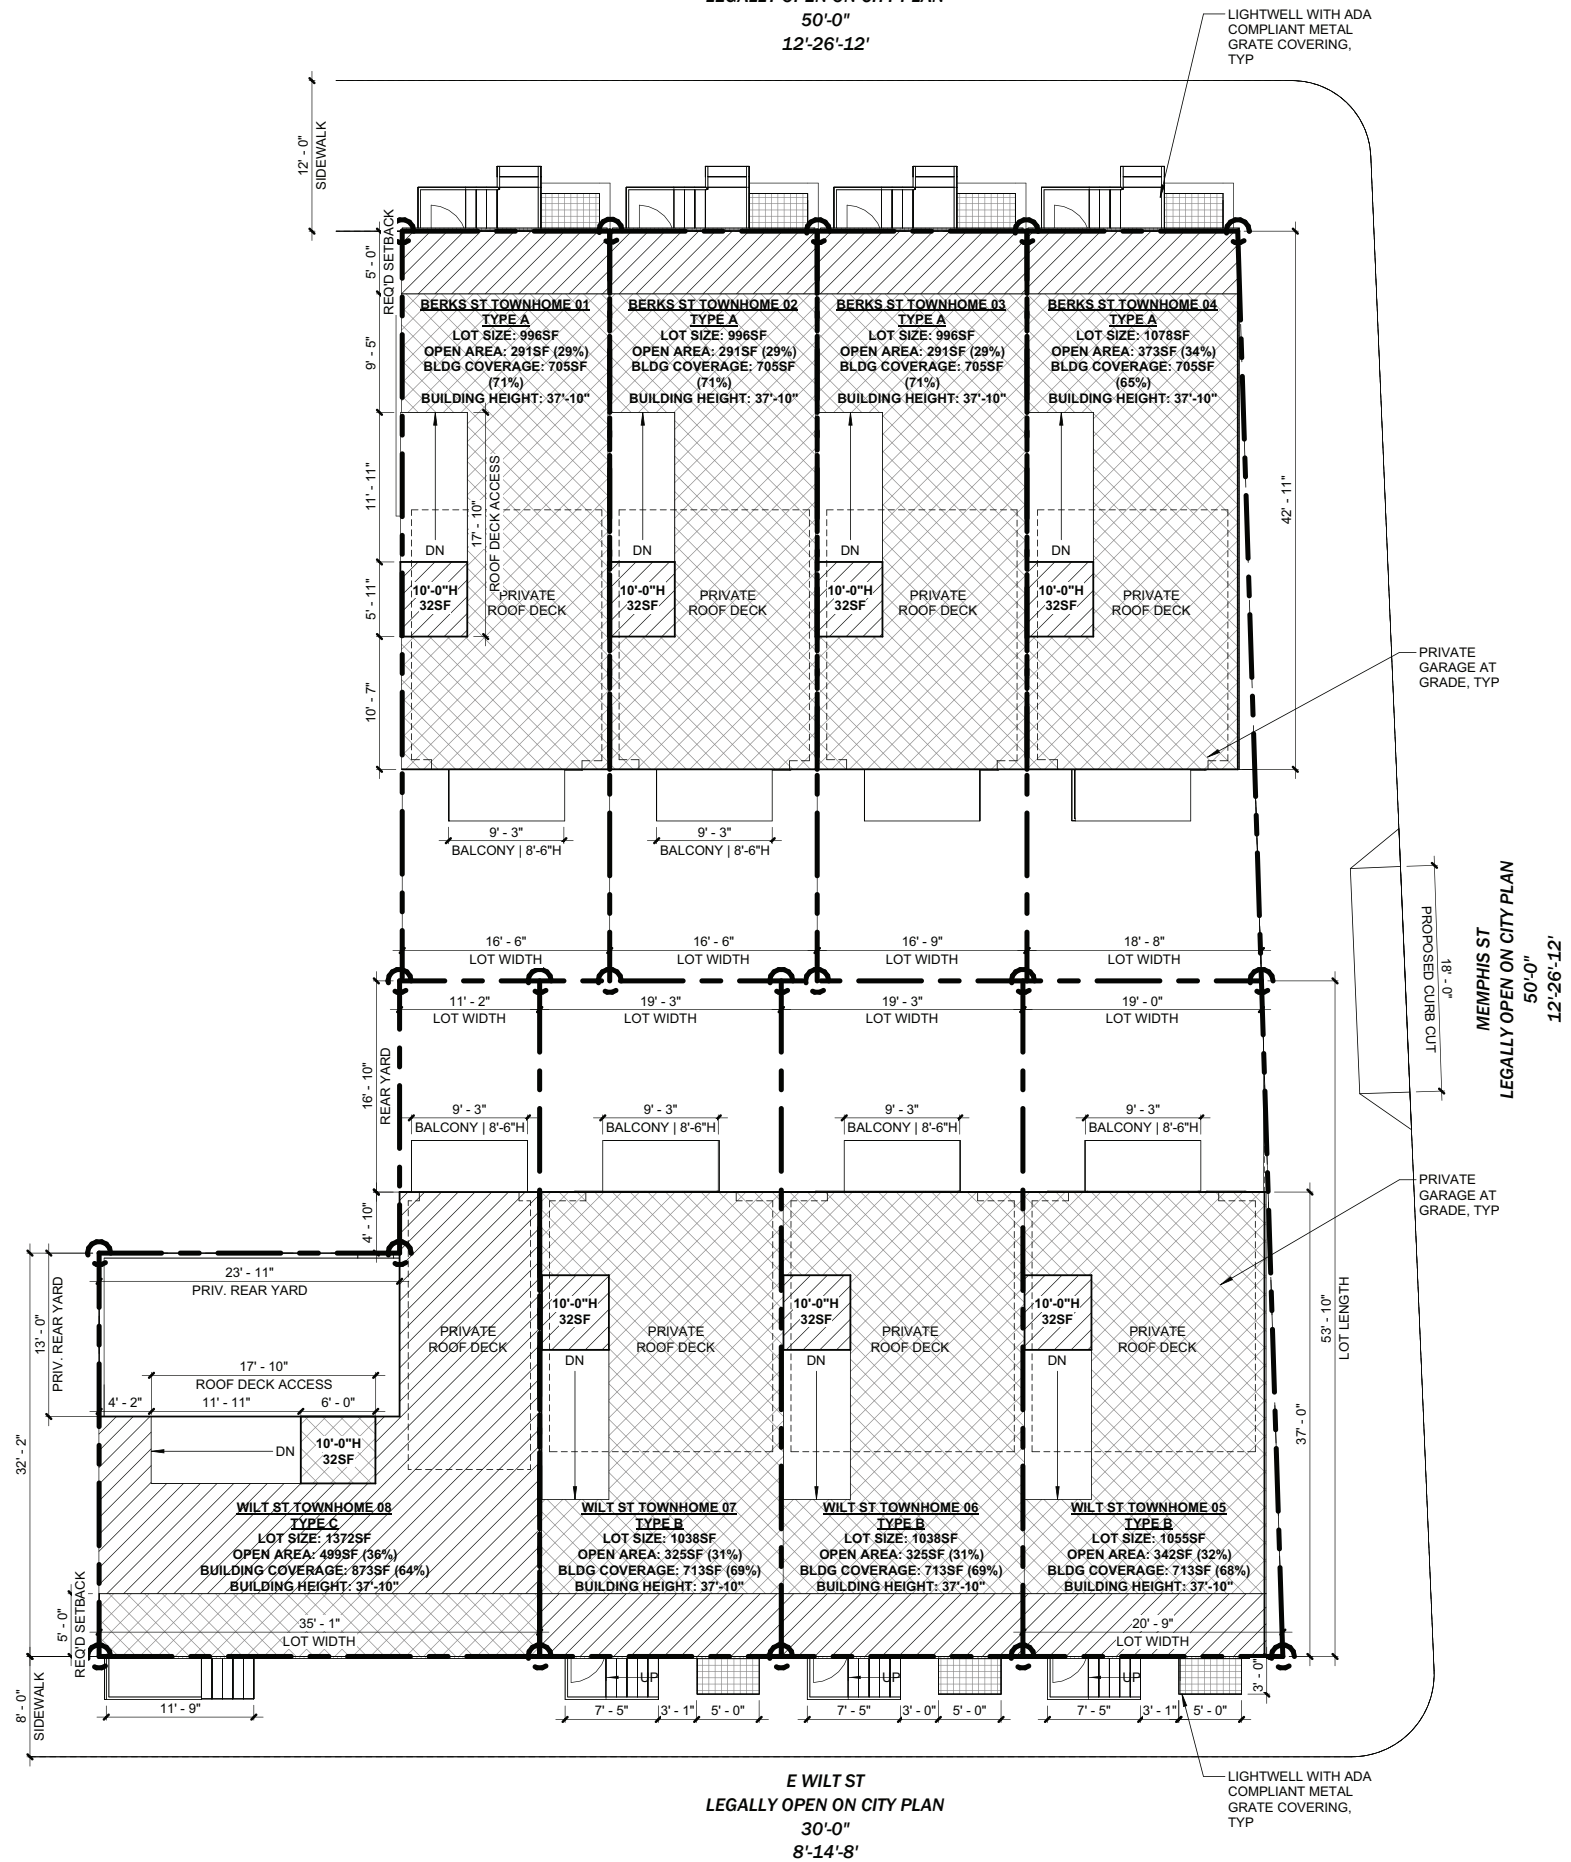 50'-0"
12'-26'-12'
LIGHTWELL WITH ADA
COMPLIANT METAL
GRATE COVERING,
TYP
12' - 0"
SIDEWALK
5' - 0"
REQ'D SETBACK
9' - 5"
11' - 11"
5' - 11"
10' - 7"
BERKS ST TOWNHOME 01
TYPE A
LOT SIZE: 996SF
OPEN AREA: 291SF (29%)
BLDG COVERAGE: 705SF
(71%)
BUILDING HEIGHT: 37'-10"
BERKS ST TOWNHOME 02
TYPE A
LOT SIZE: 996SF
OPEN AREA: 291SF (29%)
BLDG COVERAGE: 705SF
(71%)
BUILDING HEIGHT: 37'-10"
BERKS ST TOWNHOME 03
TYPE A
LOT SIZE: 996SF
OPEN AREA: 291SF (29%)
BLDG COVERAGE: 705SF
(71%)
BUILDING HEIGHT: 37'-10"
BERKS ST TOWNHOME 04
TYPE A
LOT SIZE: 1078SF
OPEN AREA: 373SF (34%)
BLDG COVERAGE: 705SF
(65%)
BUILDING HEIGHT: 37'-10"
17' - 10"
ROOF DECK ACCESS
42' - 11"
DN
DN
DN
DN
10'-0"H
32SF
PRIVATE
ROOF DECK
10'-0"H
32SF
PRIVATE
ROOF DECK
10'-0"H
32SF
PRIVATE
ROOF DECK
10'-0"H
32SF
PRIVATE
ROOF DECK
PRIVATE
GARAGE AT
GRADE, TYP
9' - 3"
BALCONY | 8'-6"H
9' - 3"
BALCONY | 8'-6"H
16' - 6"
LOT WIDTH
16' - 6"
LOT WIDTH
16' - 9"
LOT WIDTH
18' - 8"
LOT WIDTH
PROPOSED CURB CUT
18' - 0"
MEMPHIS ST
LEGALLY OPEN ON CITY PLAN
50'-0"
12'-26'-12'
11' - 2"
LOT WIDTH
19' - 3"
LOT WIDTH
19' - 3"
LOT WIDTH
19' - 0"
LOT WIDTH
16' - 10"
REAR YARD
9' - 3"
BALCONY | 8'-6"H
9' - 3"
BALCONY | 8'-6"H
9' - 3"
BALCONY | 8'-6"H
9' - 3"
BALCONY | 8'-6"H
PRIVATE
GARAGE AT
GRADE, TYP
4' - 10"
23' - 11"
PRIV. REAR YARD
13' - 0"
PRIV. REAR YARD
32' - 2"
17' - 10"
ROOF DECK ACCESS
4' - 2"
11' - 11"
6' - 0"
DN
10'-0"H
32SF
PRIVATE
ROOF DECK
10'-0"H
32SF
DN
PRIVATE
ROOF DECK
10'-0"H
32SF
DN
PRIVATE
ROOF DECK
10'-0"H
32SF
DN
PRIVATE
ROOF DECK
53' - 10"
LOT LENGTH
37' - 0"
WILT ST TOWNHOME 08
TYPE C
LOT SIZE: 1372SF
OPEN AREA: 499SF (36%)
BUILDING COVERAGE: 873SF (64%)
BUILDING HEIGHT: 37'-10"
WILT ST TOWNHOME 07
TYPE B
LOT SIZE: 1038SF
OPEN AREA: 325SF (31%)
BLDG COVERAGE: 713SF (69%)
BUILDING HEIGHT: 37'-10"
WILT ST TOWNHOME 06
TYPE B
LOT SIZE: 1038SF
OPEN AREA: 325SF (31%)
BLDG COVERAGE: 713SF (69%)
BUILDING HEIGHT: 37'-10"
WILT ST TOWNHOME 05
TYPE B
LOT SIZE: 1055SF
OPEN AREA: 342SF (32%)
BLDG COVERAGE: 713SF (68%)
BUILDING HEIGHT: 37'-10"
5' - 0"
REQ'D SETBACK
35' - 1"
LOT WIDTH
20' - 9"
LOT WIDTH
8' - 0"
SIDEWALK
11' - 9"
UP
UP
UP
3' - 0"
7' - 5"
3' - 1"
5' - 0"
7' - 5"
3' - 0"
5' - 0"
7' - 5"
3' - 1"
5' - 0"
E WILT ST
LEGALLY OPEN ON CITY PLAN
30'-0"
8'-14'-8'
LIGHTWELL WITH ADA
COMPLIANT METAL
GRATE COVERING,
TYP